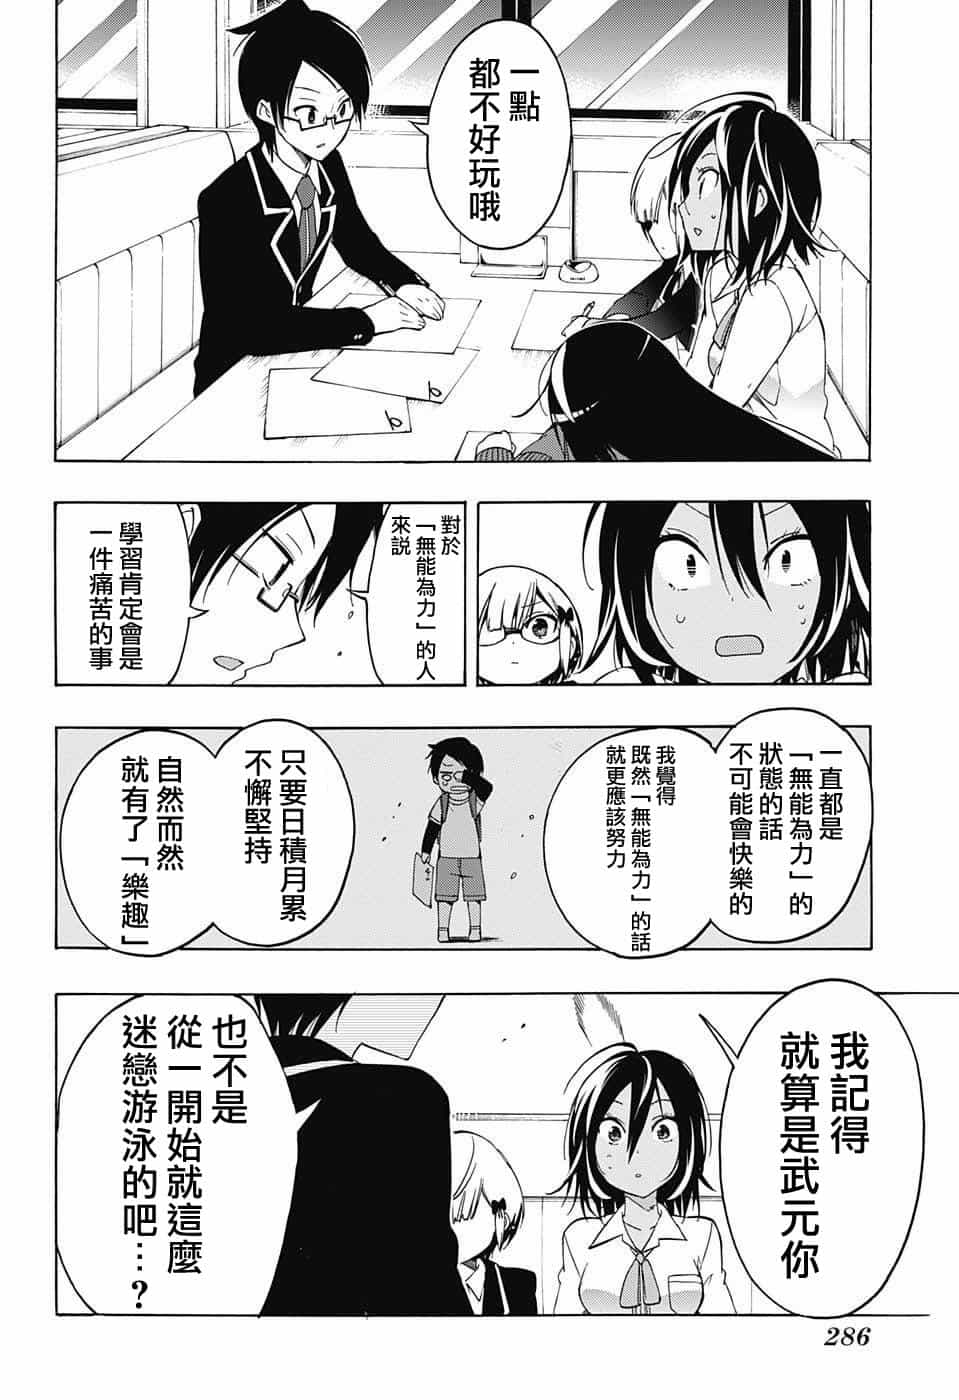 一點
都不好玩哦
對於
「無能為力」的人
來說
學習肯定會是
一件痛苦的事
一直都是
「無能為力」的
狀態的話
不可能會快樂的
我覺得
既然「無能為力」的話
就更應該努力
只要日積月累
不懈堅持
自然而然
就有了「樂趣」
我記得
就算是武元你
也不是
從一開始就這麼
迷戀游泳的吧…?
286